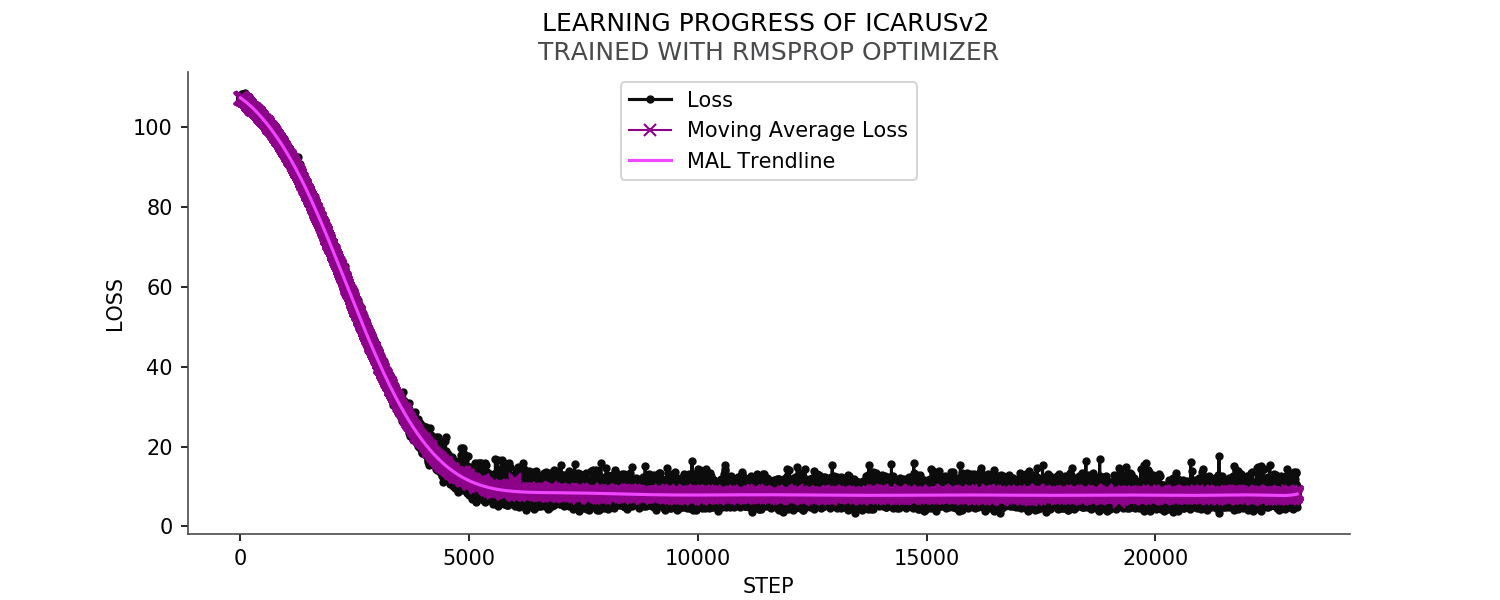 LEARNING PROGRESS OF ICARUSv2
TRAINED WITH RMSPROP OPTIMIZER
Loss
Moving Average Loss
MAL Trendline
100
80
60
40
20
0
LOSS
0 5000 10000 15000 20000
STEP